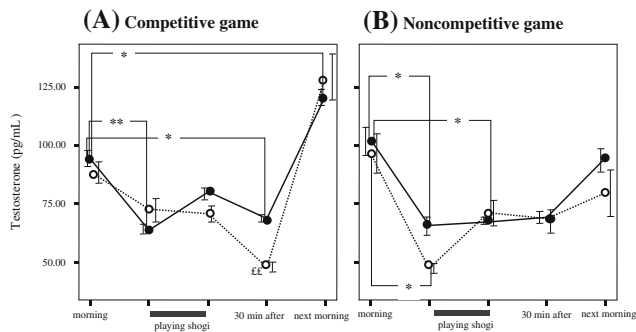 (A) Competitive game
(B) Noncompetitive game
Testosterone (pg/mL)
125.00
100.00
75.00
50.00
*
**
*
££
*
*
*
morning
playing shogi
30 min after
next morning
morning
playing shogi
30 min after
next morning